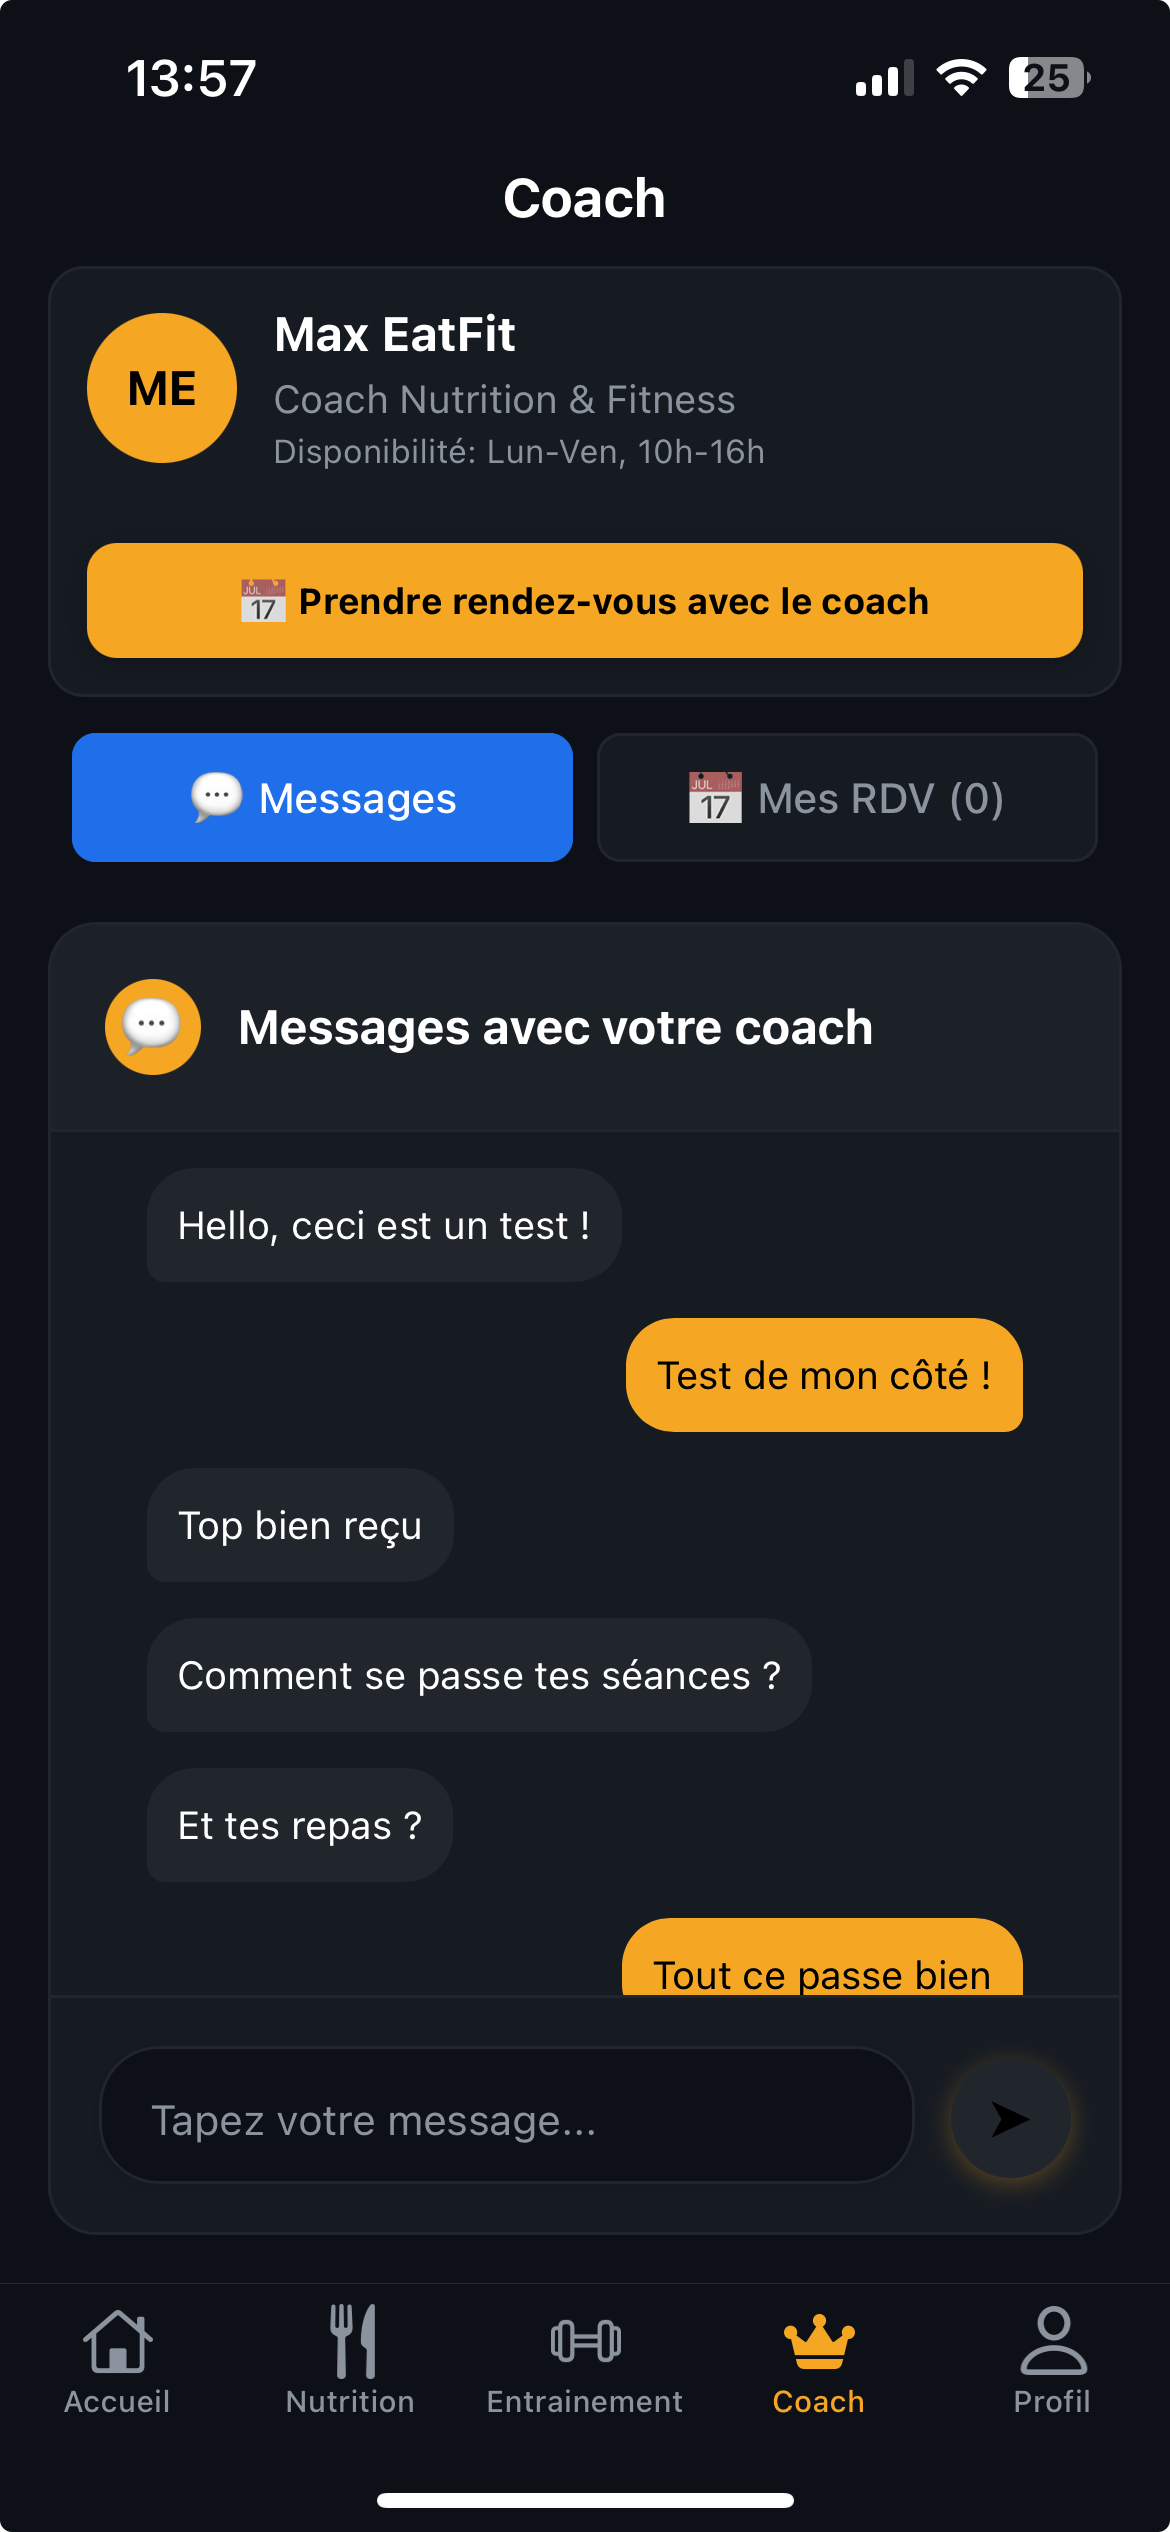 13:57
25
Coach
ME
Max EatFit
Coach Nutrition & Fitness
Disponibilité: Lun-Ven, 10h-16h
JUL 17 Prendre rendez-vous avec le coach
Messages
JUL 17 Mes RDV (0)
Messages avec votre coach
Hello, ceci est un test !
Test de mon côté !
Top bien reçu
Comment se passe tes séances ?
Et tes repas ?
Tout ce passe bien
Tapez votre message...
Accueil
Nutrition
Entrainement
Coach
Profil